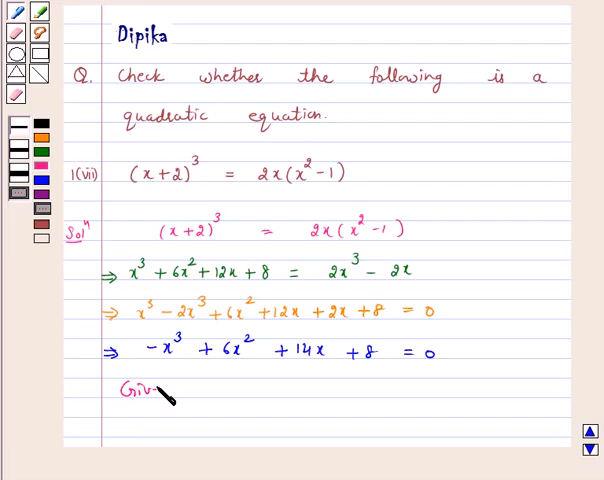 Dipika
Q. Check whether the following is a
quadratic equation.
1(vii) (x+2)³ = 2x(x²-1)
Solⁿ (x+2)³ = 2x(x²-1)
⇒ x³ + 6x² + 12x + 8 = 2x³ - 2x
⇒ x³ - 2x³ + 6x² + 12x + 2x + 8 = 0
⇒ -x³ + 6x² + 14x + 8 = 0
Giv